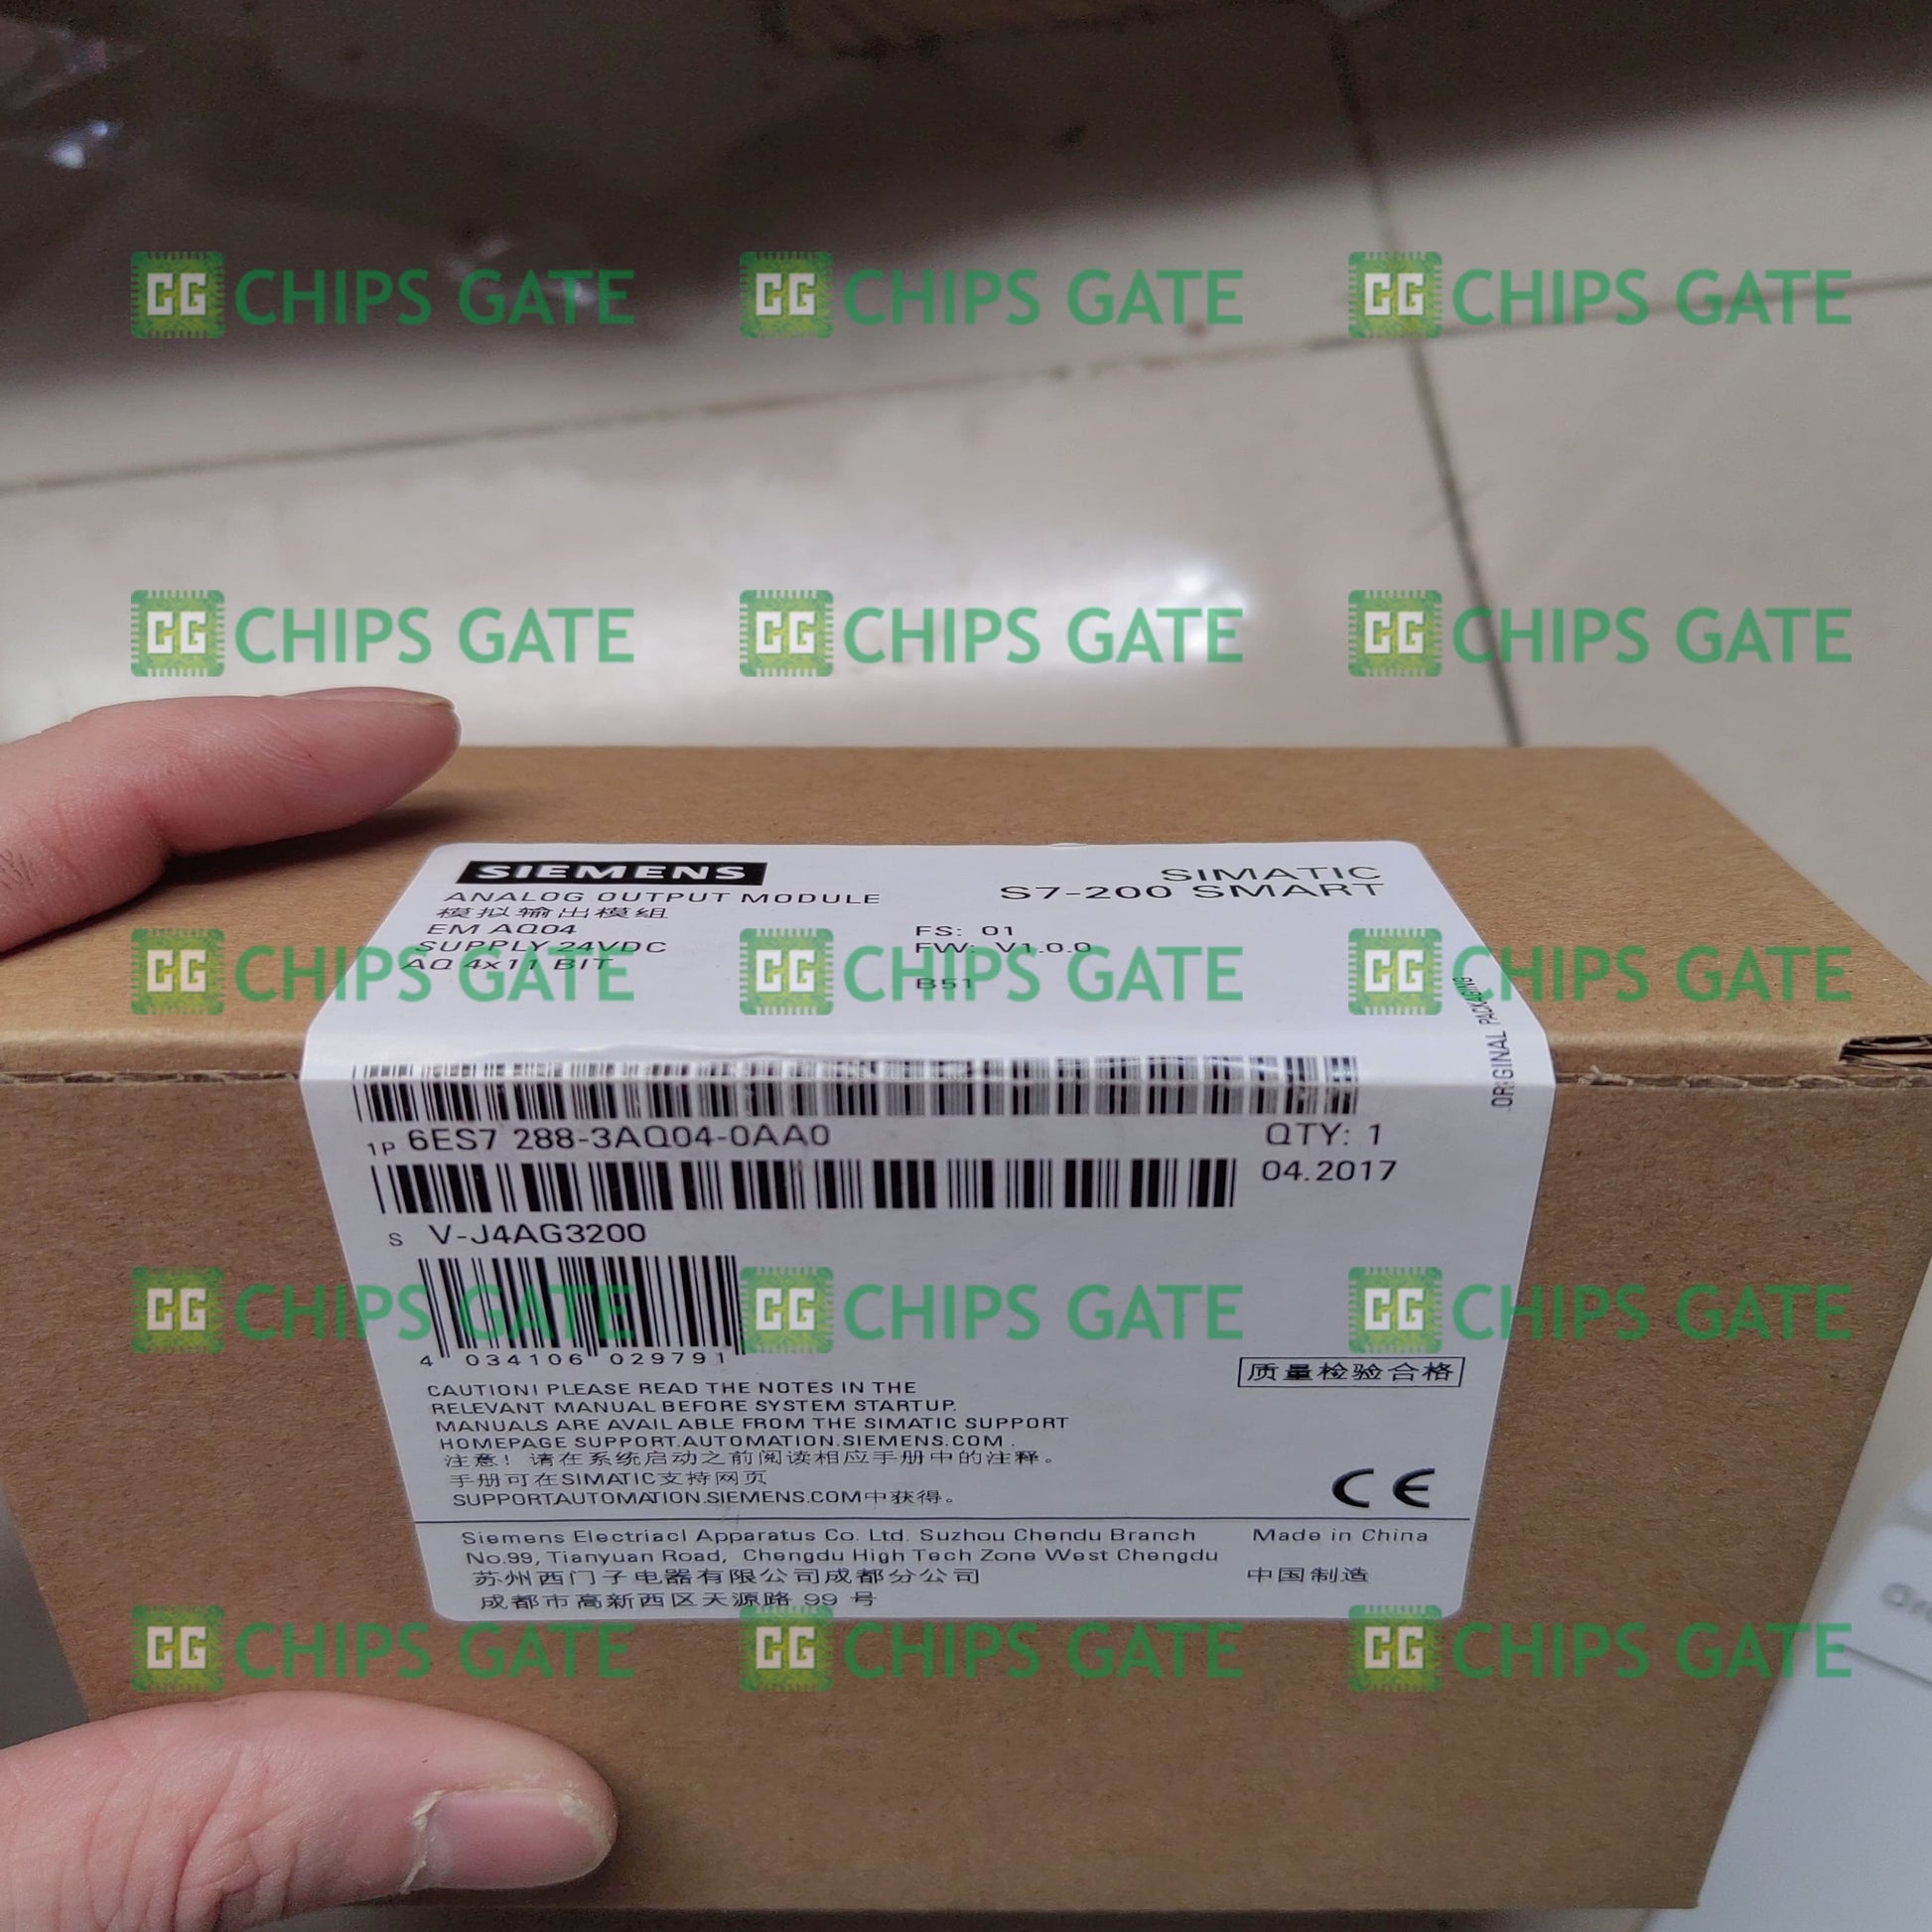 CG CHIPS GATE CG CHIPS GATE CG CHIPS GATE
CG CHIPS GATE CG CHIPS GATE CG CHIPS GATE
SIEMENS
SIMATIC
ANALOG OUTPUT MODULE
S7-200 SMART
模拟输出模组
EM AQ04
FS: 01
SUPPLY 24VDC
FW: V1.0.0
AQ 4x11 BIT
B51
CG CHIPS GATE CG CHIPS GATE CG CHIPS GATE
ORIGINAL PACKAGING
1P 6ES7 288-3AQ04-0AA0
QTY: 1
04.2017
S V-J4AG3200
CG CHIPS GATE CG CHIPS GATE CG CHIPS GATE
4 034106 029791
质量检验合格
CAUTION! PLEASE READ THE NOTES IN THE
RELEVANT MANUAL BEFORE SYSTEM STARTUP.
MANUALS ARE AVAILABLE FROM THE SIMATIC SUPPORT
HOMEPAGE SUPPORT.AUTOMATION.SIEMENS.COM .
注意！请在系统启动之前阅读相应手册中的注释。
手册可在SIMATIC支持网页
SUPPORT.AUTOMATION.SIEMENS.COM中获得。
CE
Siemens Electriacl Apparatus Co. Ltd. Suzhou Chendu Branch
Made in China
No.99, Tianyuan Road, Chengdu High Tech Zone West Chengdu
苏州西门子电器有限公司成都分公司
中国制造
成都市高新西区天源路 99 号
CG CHIPS GATE CG CHIPS GATE CG CHIPS GATE